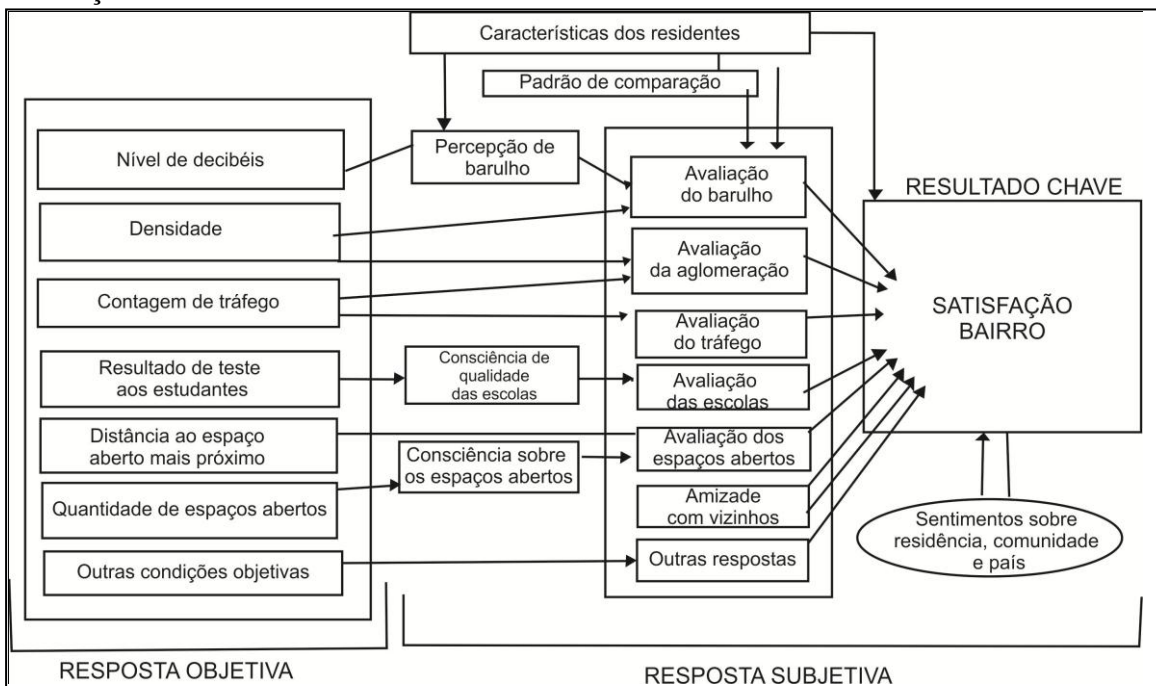 Características dos residentes
Padrão de comparação
Nível de decibéis
Percepção de
barulho
Avaliação
do barulho
RESULTADO CHAVE
Densidade
Avaliação
da aglomeração
Contagem de tráfego
SATISFAÇÃO
BAIRRO
Avaliação
do tráfego
Resultado de teste
aos estudantes
Consciência de
qualidade
das escolas
Avaliação
das escolas
Distância ao espaço
aberto mais próximo
Consciência sobre
os espaços abertos
Avaliação dos
espaços abertos
Quantidade de espaços abertos
Amizade
com vizinhos
Sentimentos sobre
residência, comunidade
e país
Outras condições objetivas
Outras respostas
RESPOSTA OBJETIVA
RESPOSTA SUBJETIVA